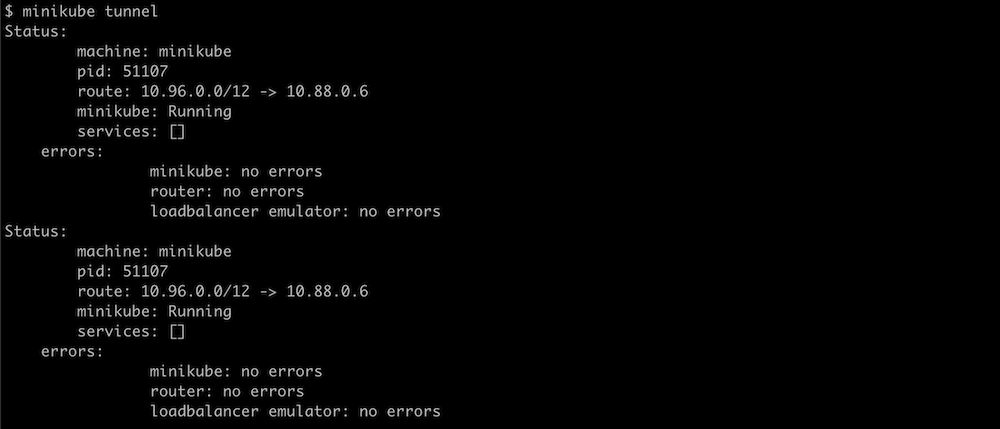 $ minikube tunnel
Status:
machine: minikube
pid: 51107
route: 10.96.0.0/12 -> 10.88.0.6
minikube: Running
services: []
errors:
minikube: no errors
router: no errors
loadbalancer emulator: no errors
Status:
machine: minikube
pid: 51107
route: 10.96.0.0/12 -> 10.88.0.6
minikube: Running
services: []
errors:
minikube: no errors
router: no errors
loadbalancer emulator: no errors